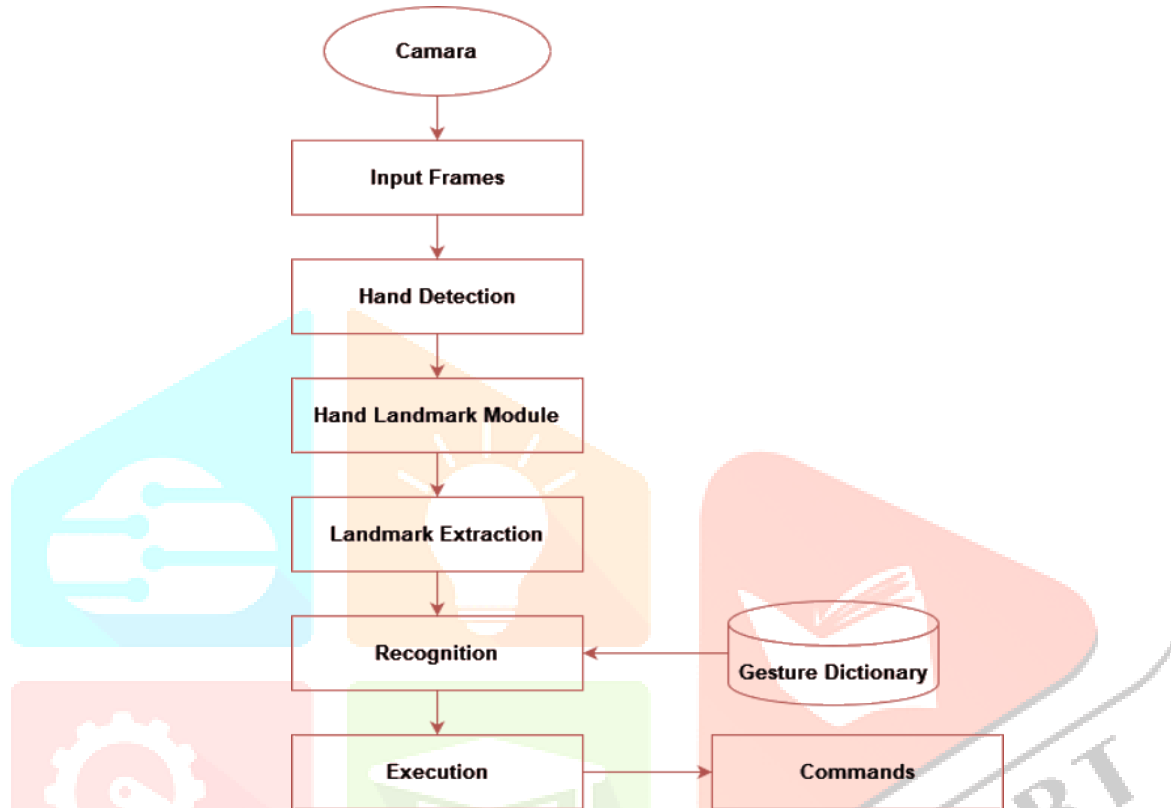 Camara
Input Frames
Hand Detection
Hand Landmark Module
Landmark Extraction
Recognition
Gesture Dictionary
Execution
Commands